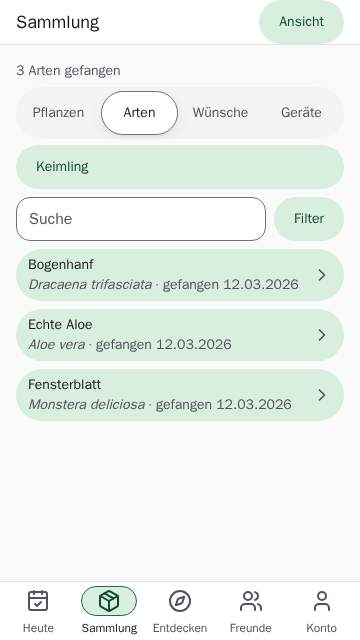 Sammlung
Ansicht
3 Arten gefangen
Pflanzen
Arten
Wünsche
Geräte
Keimling
Suche
Filter
Bogenhanf
Dracaena trifasciata · gefangen 12.03.2026
Echte Aloe
Aloe vera · gefangen 12.03.2026
Fensterblatt
Monstera deliciosa · gefangen 12.03.2026
Heute
Sammlung
Entdecken
Freunde
Konto